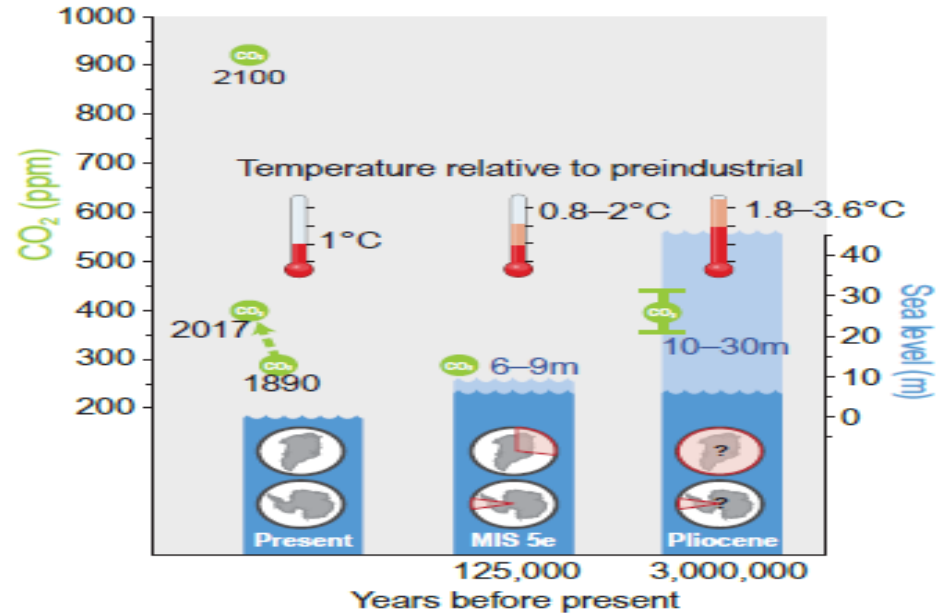 1000
900
800
700
600
500
400
300
200
CO₂ (ppm)
CO₂
2100
Temperature relative to preindustrial
1°C
0.8–2°C
1.8–3.6°C
CO₂
2017
CO₂
1890
CO₂
6–9m
CO₂
10–30m
40
30
20
10
0
Sea level (m)
?
?
Present
MIS 5e
Pliocene
125,000
3,000,000
Years before present